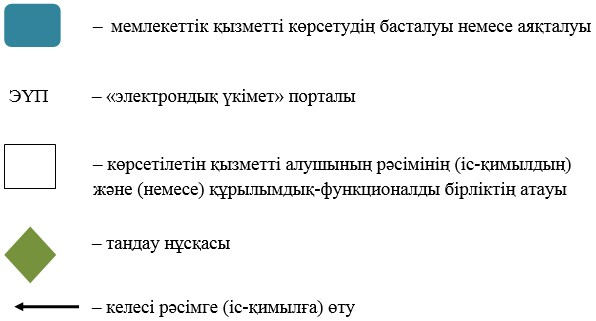 – мемлекеттік қызметті көрсетудің басталуы немесе аяқталуы
ЭҮП – «электрондық үкімет» порталы
– көрсетілетін қызметті алушының рәсімінің (іс-қимылдың)
және (немесе) құрылымдық-функционалды бірліктің атауы
– таңдау нұсқасы
– келесі рәсімге (іс-қимылға) өту